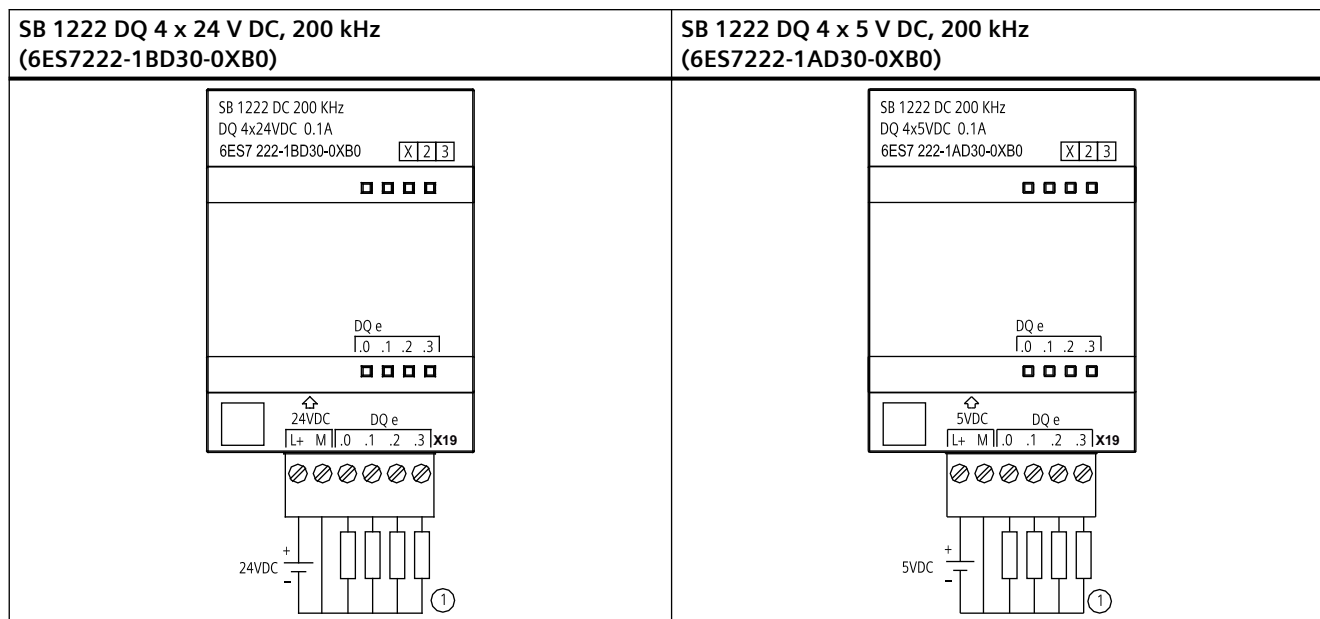 SB 1222 DQ 4 x 24 V DC, 200 kHz
(6ES7222-1BD30-0XB0)
SB 1222 DQ 4 x 5 V DC, 200 kHz
(6ES7222-1AD30-0XB0)
SB 1222 DC 200 KHz
DQ 4x24VDC 0.1A
6ES7 222-1BD30-0XB0 X 2 3
DQ e
.0 .1 .2 .3
24VDC DQ e
L+ M .0 .1 .2 .3 X19
+
24VDC
−
1
SB 1222 DC 200 KHz
DQ 4x5VDC 0.1A
6ES7 222-1AD30-0XB0 X 2 3
DQ e
.0 .1 .2 .3
5VDC DQ e
L+ M .0 .1 .2 .3 X19
+
5VDC
−
1